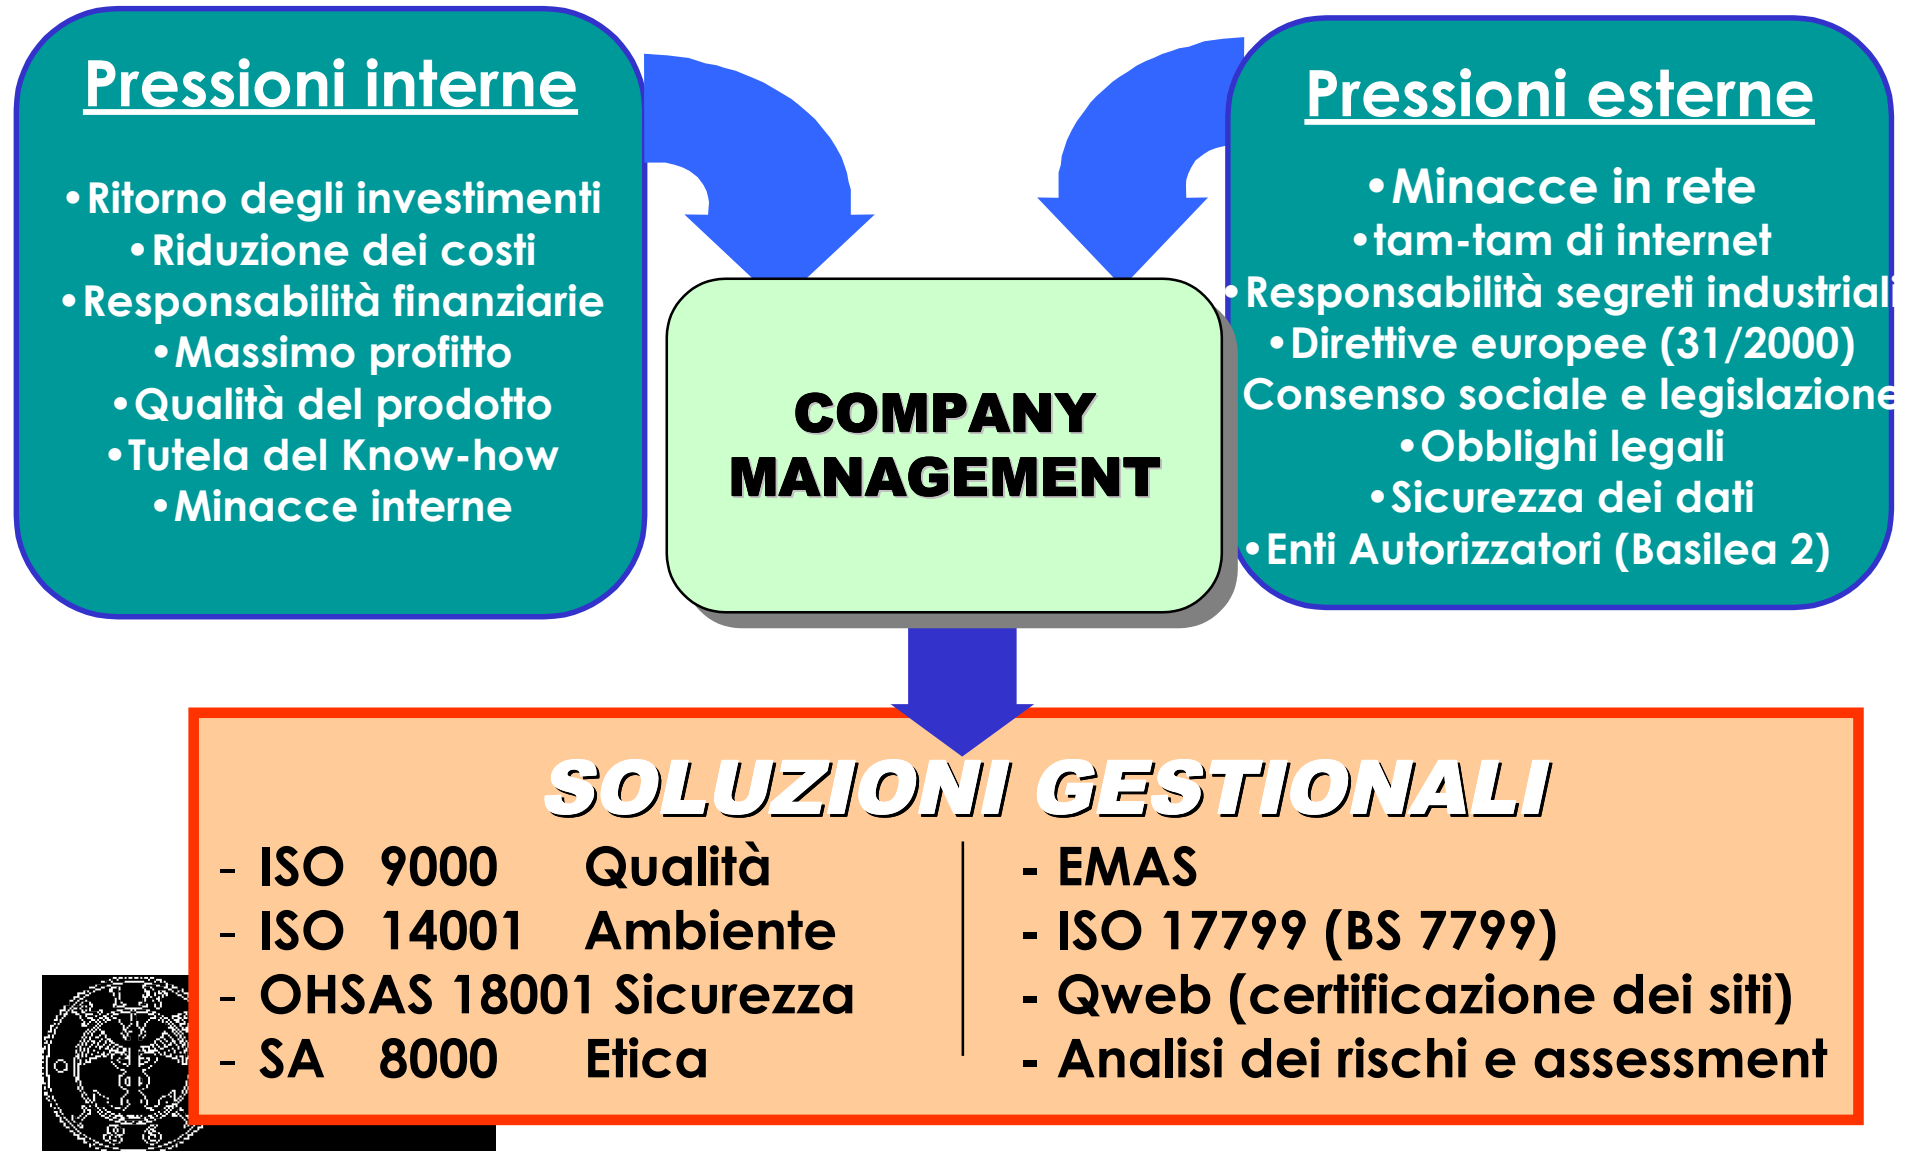 Pressioni interne
•Ritorno degli investimenti
•Riduzione dei costi
•Responsabilità finanziarie
•Massimo profitto
•Qualità del prodotto
•Tutela del Know-how
•Minacce interne
Pressioni esterne
•Minacce in rete
•tam-tam di internet
•Responsabilità segreti industriali
•Direttive europee (31/2000)
Consenso sociale e legislazione
•Obblighi legali
•Sicurezza dei dati
•Enti Autorizzatori (Basilea 2)
COMPANY
MANAGEMENT
SOLUZIONI GESTIONALI
- ISO 9000 Qualità
- ISO 14001 Ambiente
- OHSAS 18001 Sicurezza
- SA 8000 Etica
- EMAS
- ISO 17799 (BS 7799)
- Qweb (certificazione dei siti)
- Analisi dei rischi e assessment